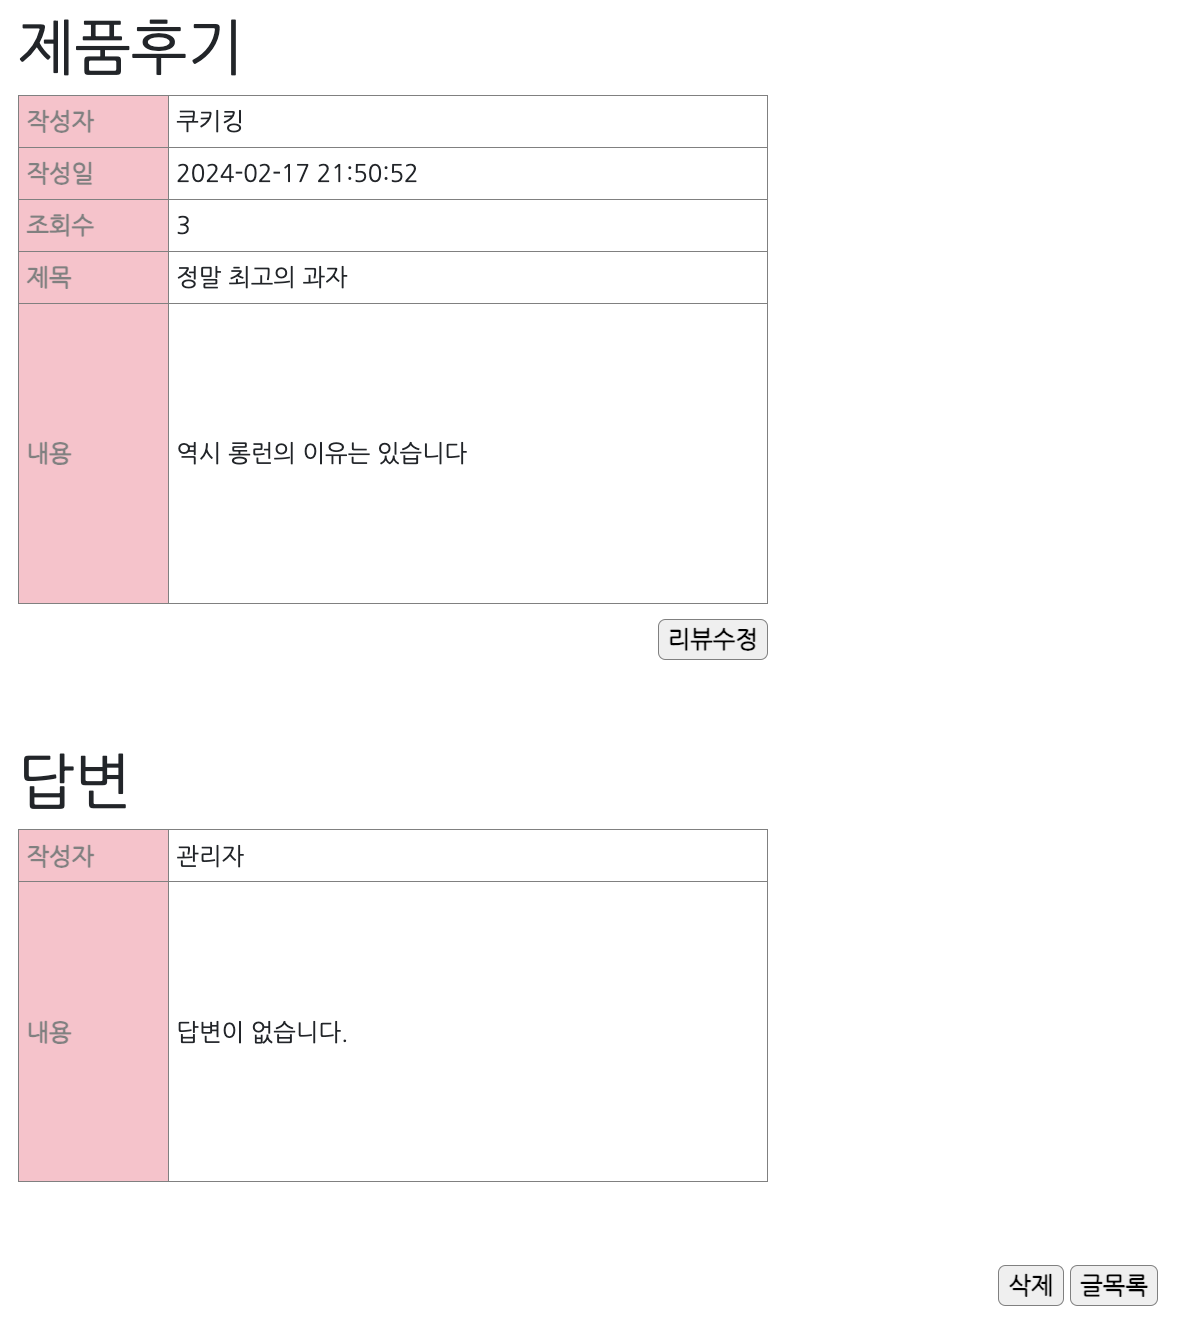 제품후기
작성자 쿠키킹
작성일 2024-02-17 21:50:52
조회수 3
제목 정말 최고의 과자
내용 역시 롱런의 이유는 있습니다
리뷰수정
답변
작성자 관리자
내용 답변이 없습니다.
삭제 글목록